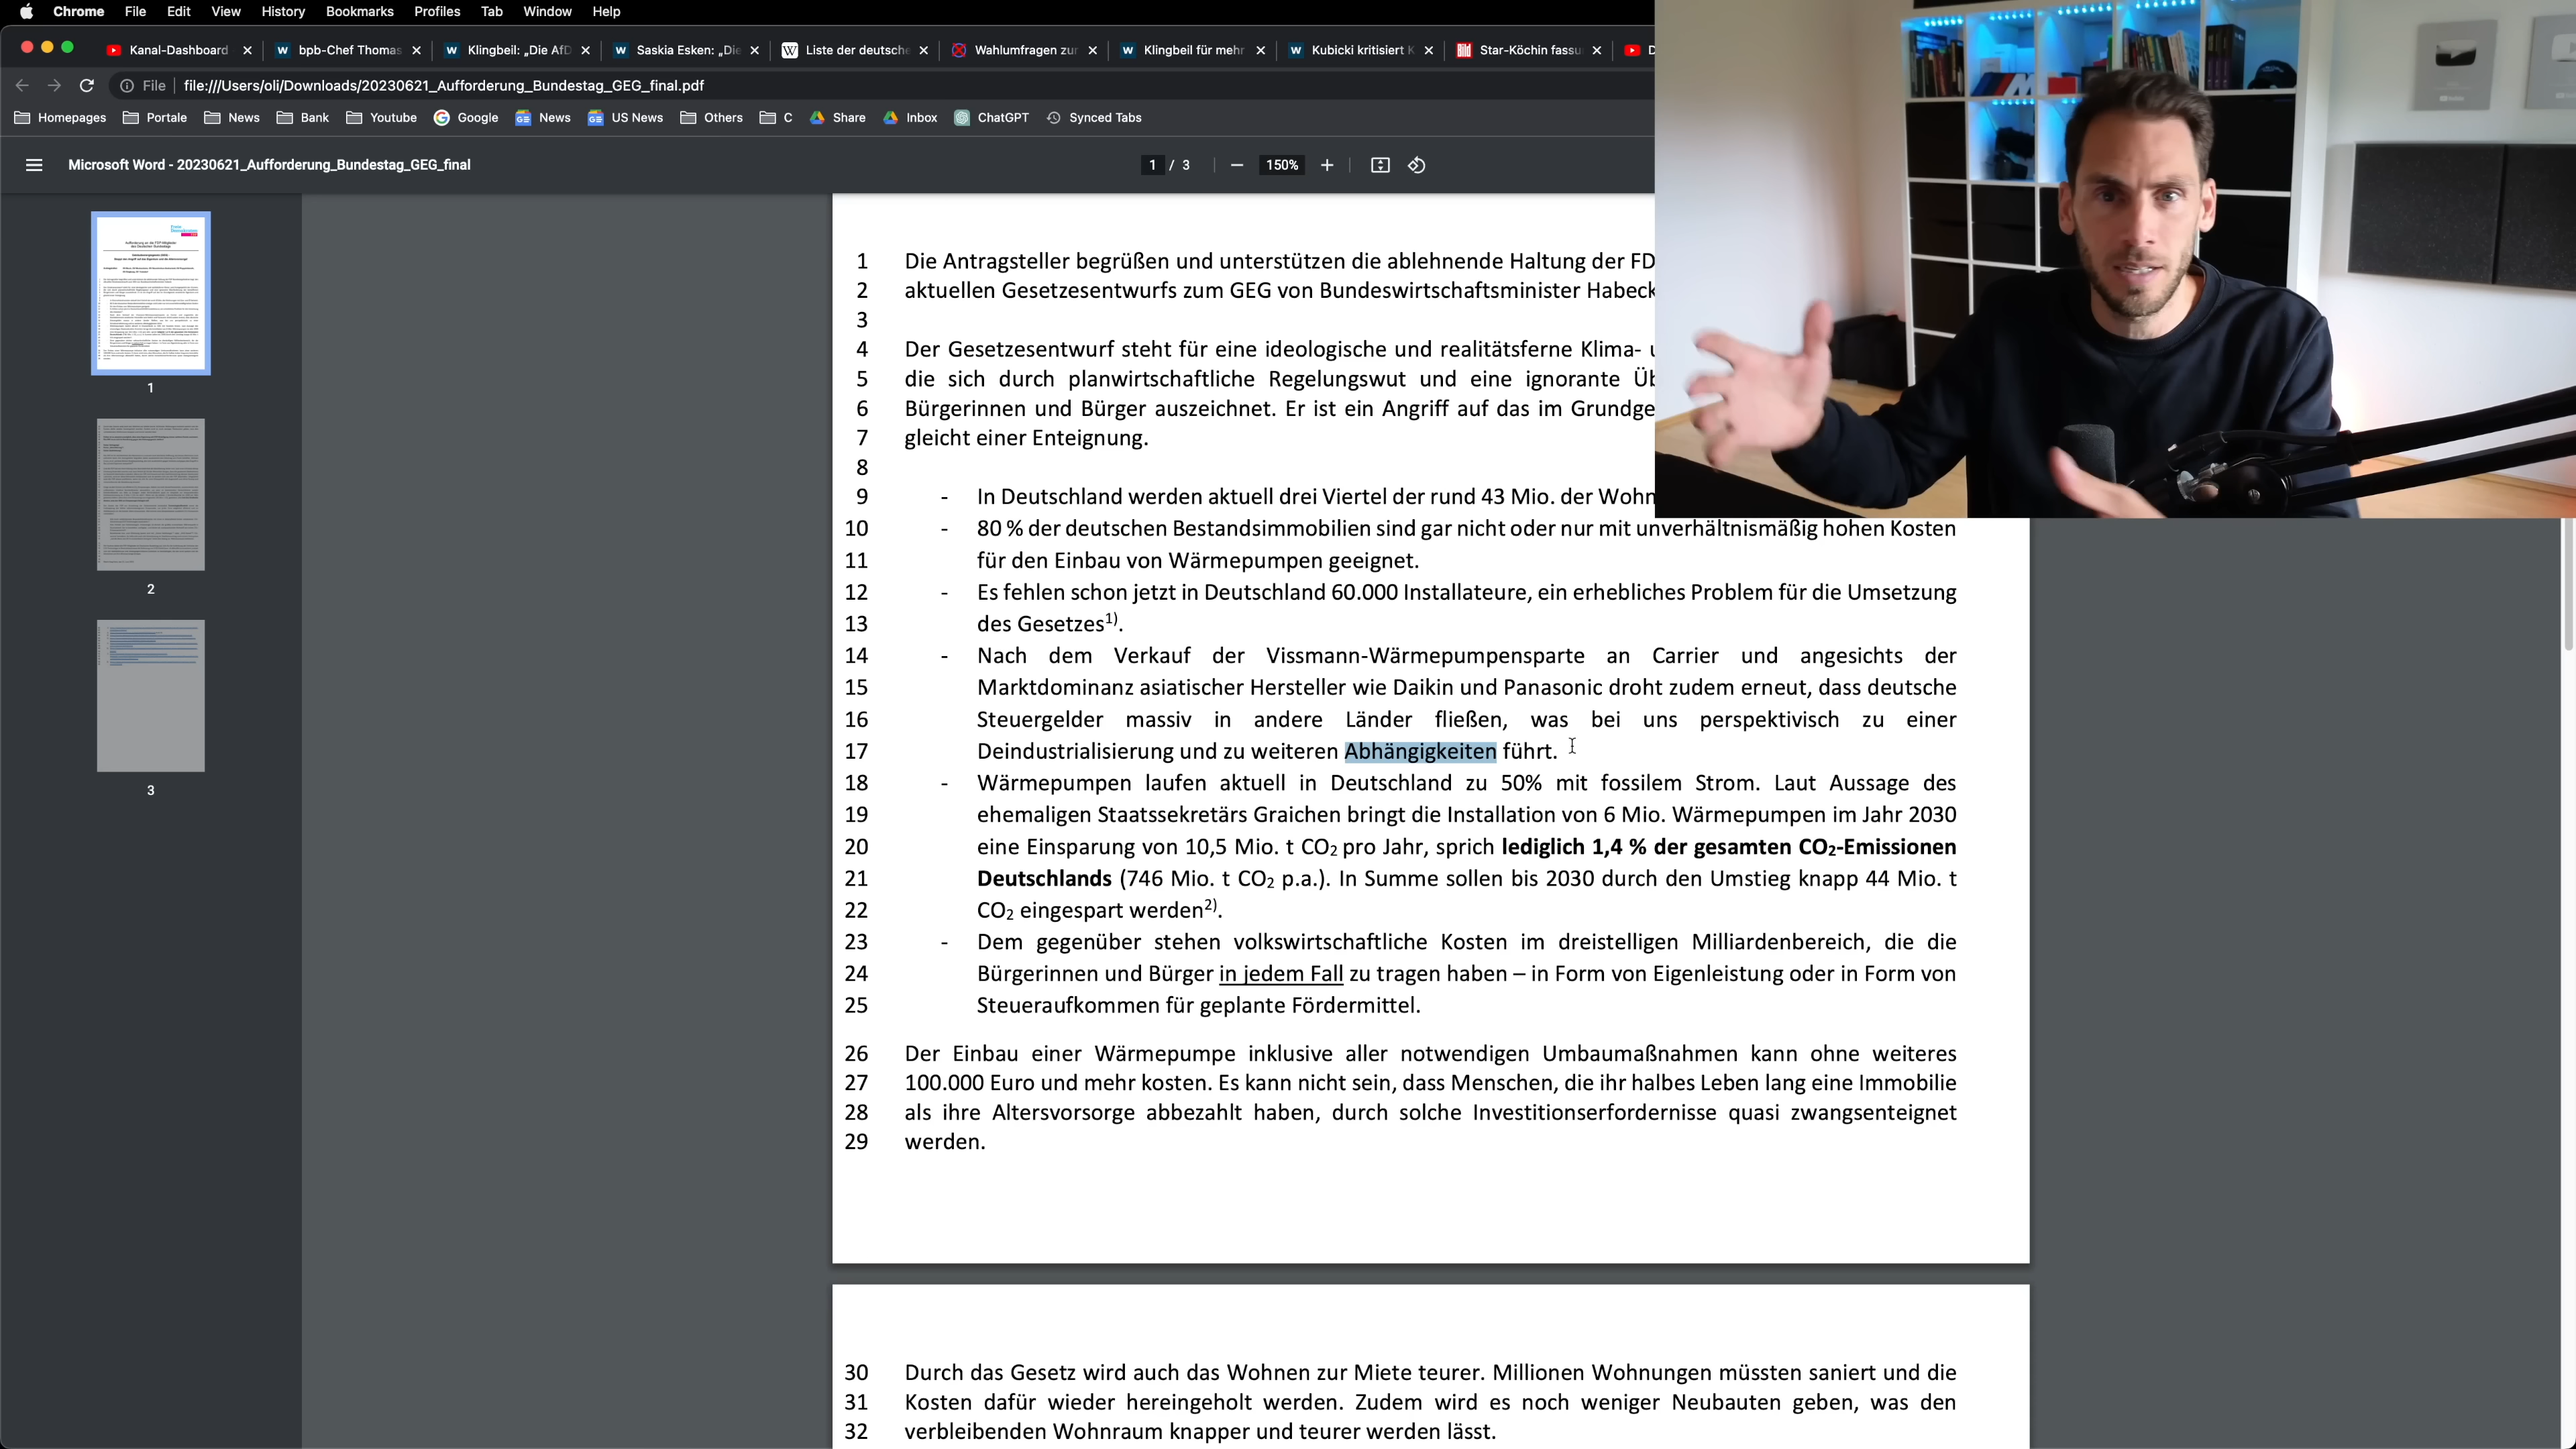 Chrome File Edit View History Bookmarks Profiles Tab Window Help
Kanal-Dashboard bpb-Chef Thomas Klingbeil: „Die AfD Saskia Esken: „Die Liste der deutsche Wahlumfragen zur Klingbeil für mehr Kubicki kritisiert K Bild Star-Köchin fassu D
File file:///Users/oli/Downloads/20230621_Aufforderung_Bundestag_GEG_final.pdf
Homepages Portale News Bank Youtube Google News US News Others C Share Inbox ChatGPT Synced Tabs
Microsoft Word - 20230621_Aufforderung_Bundestag_GEG_final 1 / 3 150%
1
2
3
1 Die Antragsteller begrüßen und unterstützen die ablehnende Haltung der FD
2 aktuellen Gesetzesentwurfs zum GEG von Bundeswirtschaftsminister Habeck
3
4 Der Gesetzesentwurf steht für eine ideologische und realitätsferne Klima- u
5 die sich durch planwirtschaftliche Regelungswut und eine ignorante Üb
6 Bürgerinnen und Bürger auszeichnet. Er ist ein Angriff auf das im Grundge
7 gleicht einer Enteignung.
8
9 - In Deutschland werden aktuell drei Viertel der rund 43 Mio. der Wohn
10 - 80 % der deutschen Bestandsimmobilien sind gar nicht oder nur mit unverhältnismäßig hohen Kosten
11 für den Einbau von Wärmepumpen geeignet.
12 - Es fehlen schon jetzt in Deutschland 60.000 Installateure, ein erhebliches Problem für die Umsetzung
13 des Gesetzes1).
14 - Nach dem Verkauf der Vissmann-Wärmepumpensparte an Carrier und angesichts der
15 Marktdominanz asiatischer Hersteller wie Daikin und Panasonic droht zudem erneut, dass deutsche
16 Steuergelder massiv in andere Länder fließen, was bei uns perspektivisch zu einer
17 Deindustrialisierung und zu weiteren Abhängigkeiten führt.
18 - Wärmepumpen laufen aktuell in Deutschland zu 50% mit fossilem Strom. Laut Aussage des
19 ehemaligen Staatssekretärs Graichen bringt die Installation von 6 Mio. Wärmepumpen im Jahr 2030
20 eine Einsparung von 10,5 Mio. t CO2 pro Jahr, sprich lediglich 1,4 % der gesamten CO2-Emissionen
21 Deutschlands (746 Mio. t CO2 p.a.). In Summe sollen bis 2030 durch den Umstieg knapp 44 Mio. t
22 CO2 eingespart werden2).
23 - Dem gegenüber stehen volkswirtschaftliche Kosten im dreistelligen Milliardenbereich, die die
24 Bürgerinnen und Bürger in jedem Fall zu tragen haben – in Form von Eigenleistung oder in Form von
25 Steueraufkommen für geplante Fördermittel.
26 Der Einbau einer Wärmepumpe inklusive aller notwendigen Umbaumaßnahmen kann ohne weiteres
27 100.000 Euro und mehr kosten. Es kann nicht sein, dass Menschen, die ihr halbes Leben lang eine Immobilie
28 als ihre Altersvorsorge abbezahlt haben, durch solche Investitionserfordernisse quasi zwangsenteignet
29 werden.
30 Durch das Gesetz wird auch das Wohnen zur Miete teurer. Millionen Wohnungen müssten saniert und die
31 Kosten dafür wieder hereingeholt werden. Zudem wird es noch weniger Neubauten geben, was den
32 verbleibenden Wohnraum knapper und teurer werden lässt.